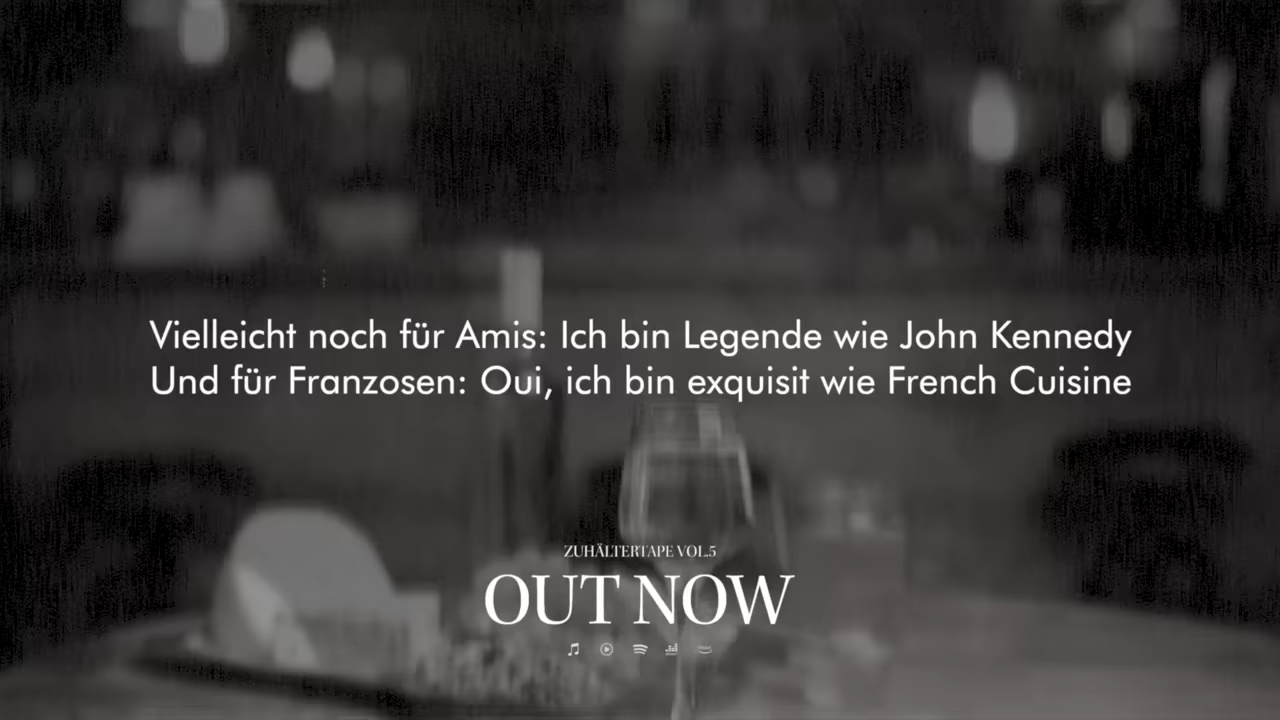 Vielleicht noch für Amis: Ich bin Legende wie John Kennedy
Und für Franzosen: Oui, ich bin exquisit wie French Cuisine
ZUHÄLTERTAPE VOL.5
OUT NOW